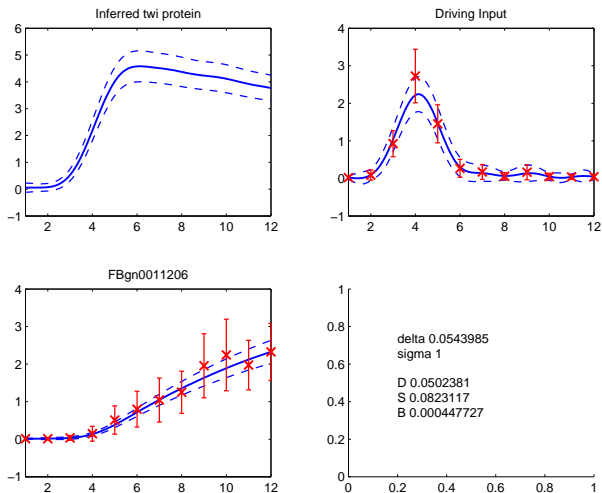 Inferred twi protein
6
5
4
3
2
1
0
−1
2 4 6 8 10 12
Driving Input
4
3
2
1
0
−1
2 4 6 8 10 12
FBgn0011206
4
3
2
1
0
−1
2 4 6 8 10 12
1
0.8
0.6
0.4
0.2
0
0 0.2 0.4 0.6 0.8 1
delta 0.0543985
sigma 1
D 0.0502381
S 0.0823117
B 0.000447727